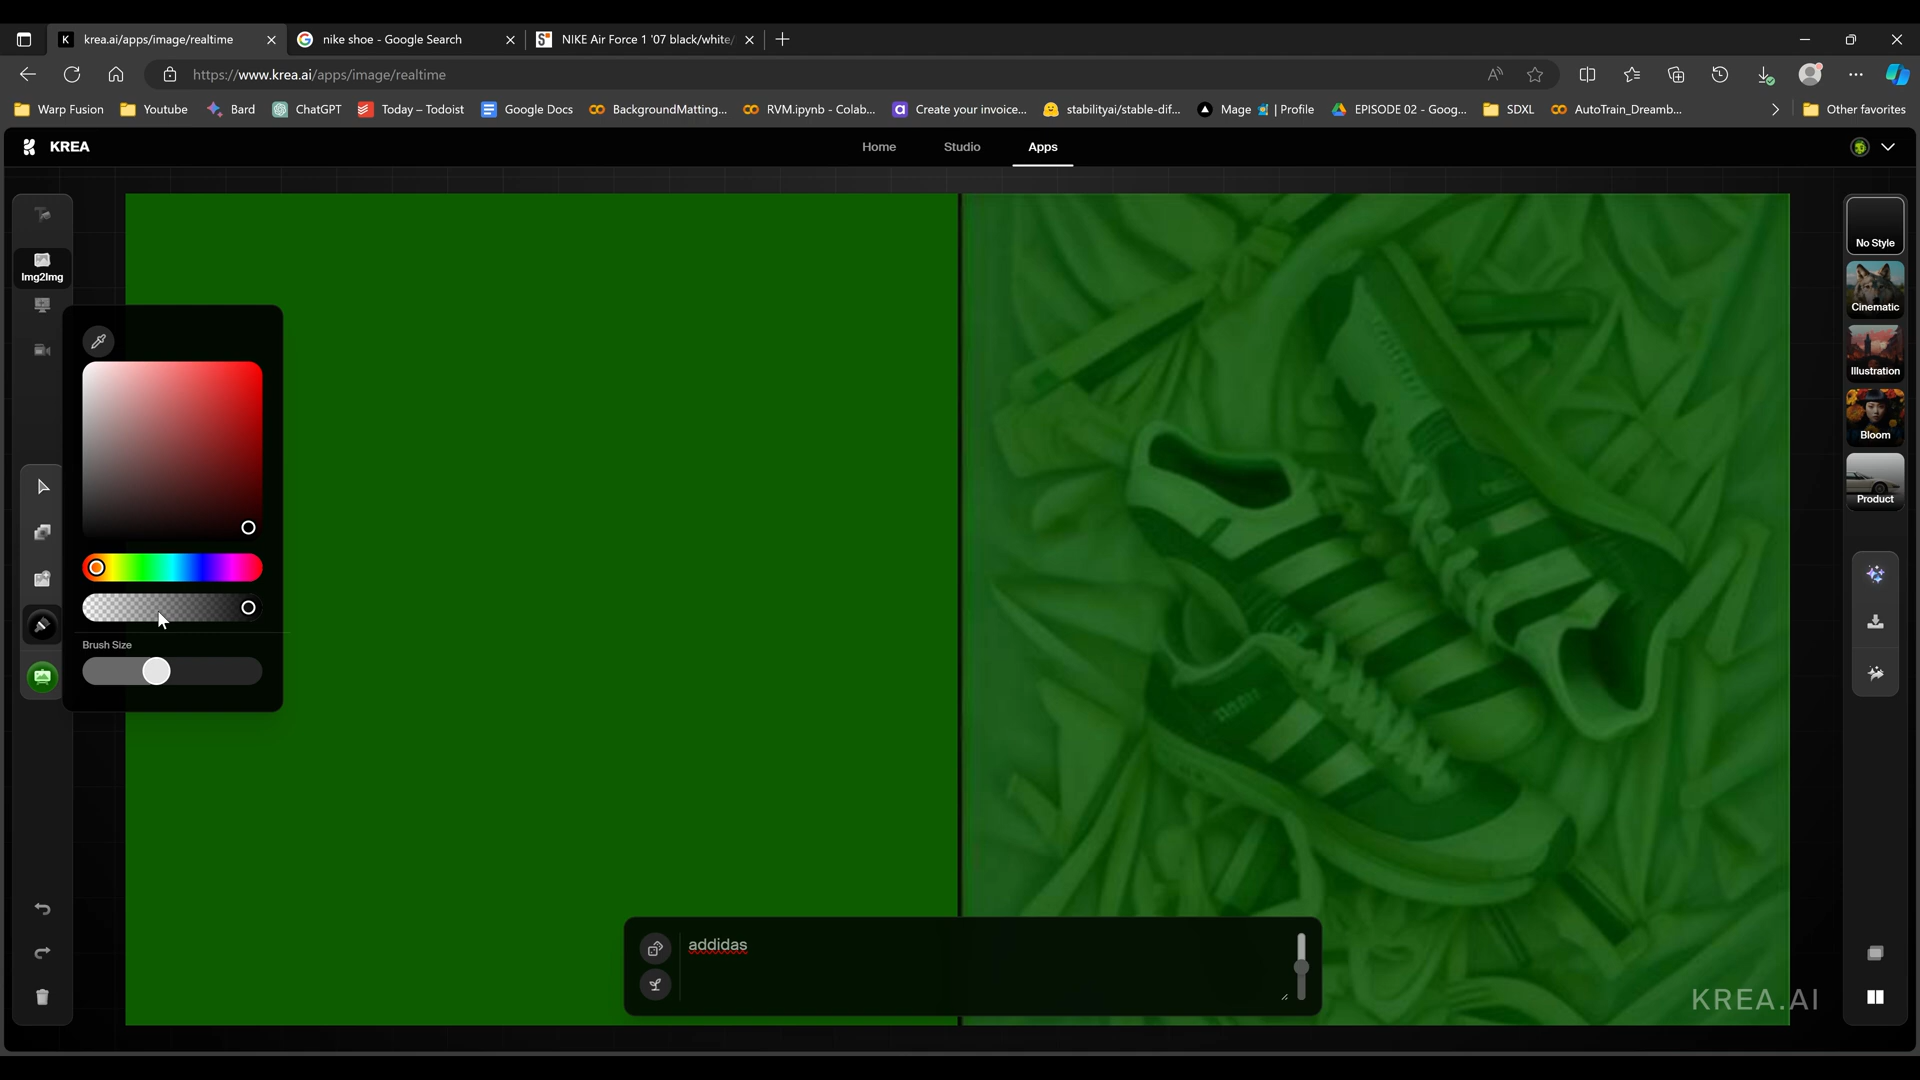 krea.ai/apps/image/realtime
nike shoe - Google Search
NIKE Air Force 1 '07 black/white/
https://www.krea.ai/apps/image/realtime
Warp Fusion
Youtube
Bard
ChatGPT
Today – Todoist
Google Docs
BackgroundMatting...
RVM.ipynb - Colab...
Create your invoice...
stabilityai/stable-dif...
Mage | Profile
EPISODE 02 - Goog...
SDXL
AutoTrain_Dreamb...
Other favorites
KREA
Home
Studio
Apps
Img2Img
Brush Size
No Style
Cinematic
Illustration
Bloom
Product
addidas
KREA.AI